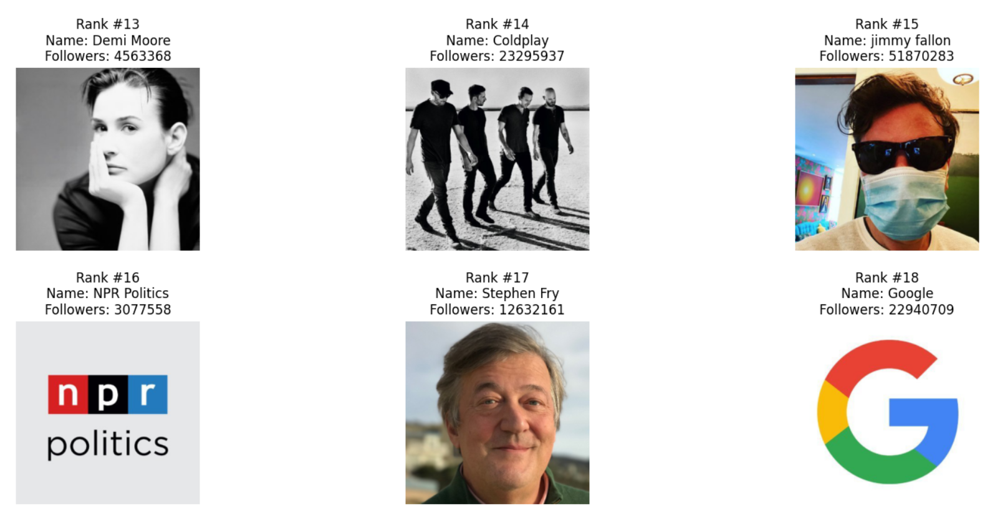 Rank #13
Name: Demi Moore
Followers: 4563368
Rank #14
Name: Coldplay
Followers: 23295937
Rank #15
Name: jimmy fallon
Followers: 51870283
Rank #16
Name: NPR Politics
Followers: 3077558
npr
politics
Rank #17
Name: Stephen Fry
Followers: 12632161
Rank #18
Name: Google
Followers: 22940709
G